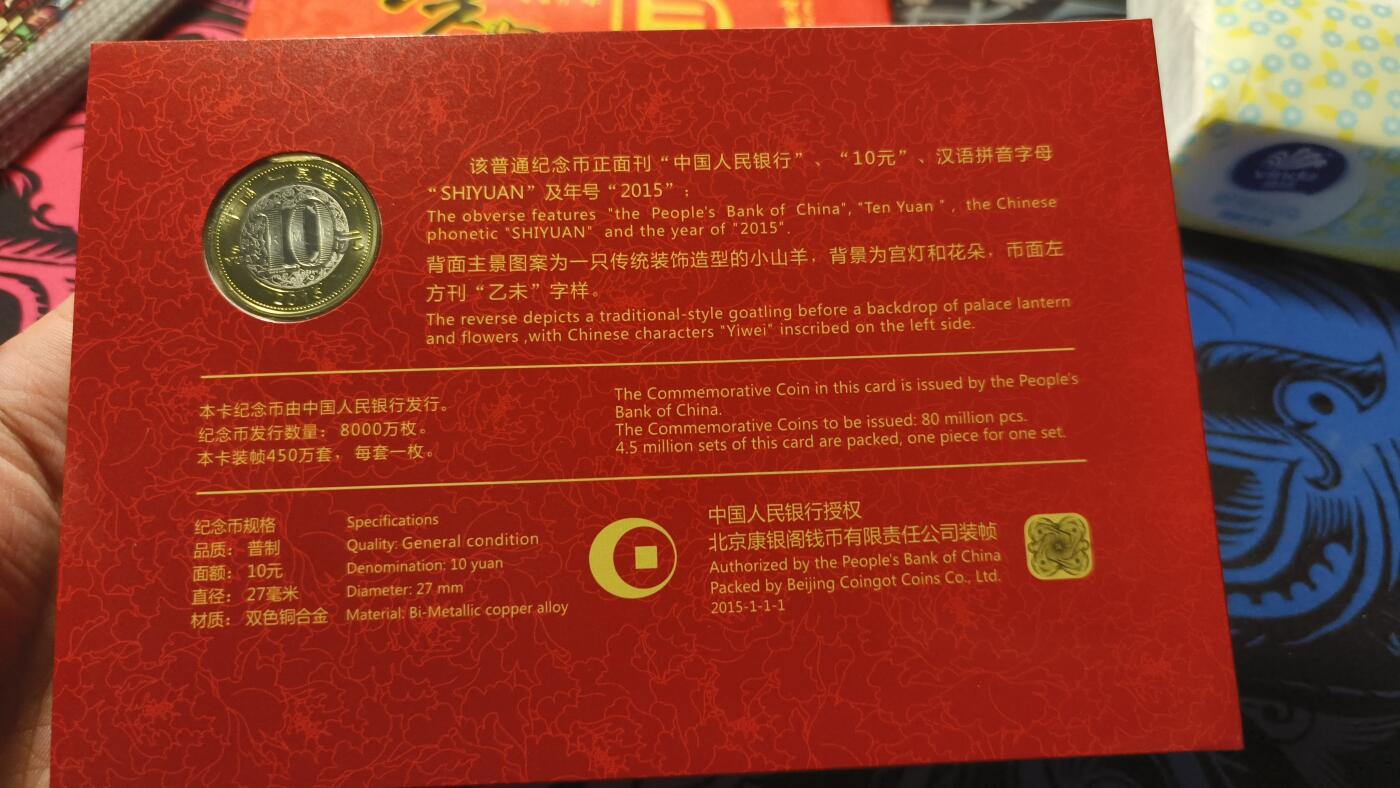 中国人民银行
10
2015
该普通纪念币正面刊“中国人民银行”、“10元”、汉语拼音字母
“SHIYUAN”及年号“2015”；
The obverse features "the People's Bank of China", "Ten Yuan", the Chinese
phonetic "SHIYUAN" and the year of "2015".
背面主景图案为一只传统装饰造型的小山羊，背景为宫灯和花朵，币面左
方刊“乙未”字样。
The reverse depicts a traditional-style goatling before a backdrop of palace lantern
and flowers ,with Chinese characters "Yiwei" inscribed on the left side.
本卡纪念币由中国人民银行发行。
纪念币发行数量：8000万枚。
本卡装帧450万套，每套一枚。
The Commemorative Coin in this card is issued by the People's
Bank of China.
The Commemorative Coins to be issued: 80 million pcs.
4.5 million sets of this card are packed, one piece for one set.
纪念币规格
品质：普制
面额：10元
直径：27毫米
材质：双色铜合金
Specifications
Quality: General condition
Denomination: 10 yuan
Diameter: 27 mm
Material: Bi-Metallic copper alloy
中国人民银行授权
北京康银阁钱币有限责任公司装帧
Authorized by the People's Bank of China
Packed by Beijing Coingot Coins Co., Ltd.
2015-1-1-1
vinda